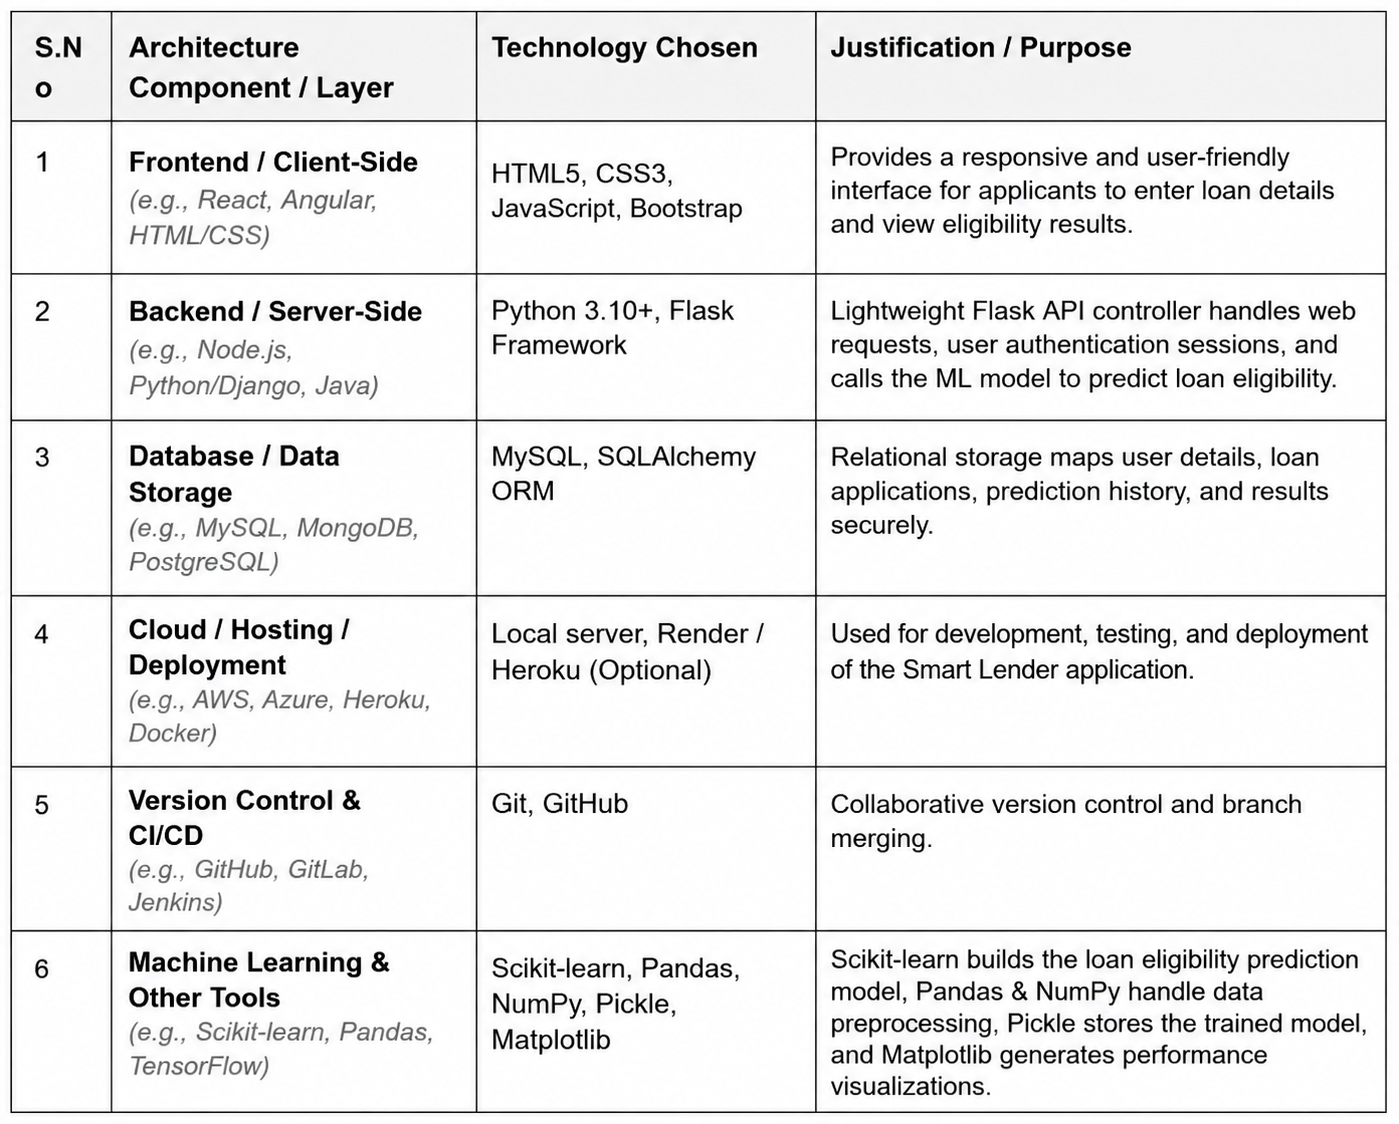 S.N
o
Architecture
Component / Layer
Technology Chosen
Justification / Purpose
1
Frontend / Client-Side
(e.g., React, Angular,
HTML/CSS)
HTML5, CSS3,
JavaScript, Bootstrap
Provides a responsive and user-friendly
interface for applicants to enter loan details
and view eligibility results.
2
Backend / Server-Side
(e.g., Node.js,
Python/Django, Java)
Python 3.10+, Flask
Framework
Lightweight Flask API controller handles web
requests, user authentication sessions, and
calls the ML model to predict loan eligibility.
3
Database / Data
Storage
(e.g., MySQL, MongoDB,
PostgreSQL)
MySQL, SQLAlchemy
ORM
Relational storage maps user details, loan
applications, prediction history, and results
securely.
4
Cloud / Hosting /
Deployment
(e.g., AWS, Azure, Heroku,
Docker)
Local server, Render /
Heroku (Optional)
Used for development, testing, and deployment
of the Smart Lender application.
5
Version Control &
CI/CD
(e.g., GitHub, GitLab,
Jenkins)
Git, GitHub
Collaborative version control and branch
merging.
6
Machine Learning &
Other Tools
(e.g., Scikit-learn, Pandas,
TensorFlow)
Scikit-learn, Pandas,
NumPy, Pickle,
Matplotlib
Scikit-learn builds the loan eligibility prediction
model, Pandas & NumPy handle data
preprocessing, Pickle stores the trained model,
and Matplotlib generates performance
visualizations.